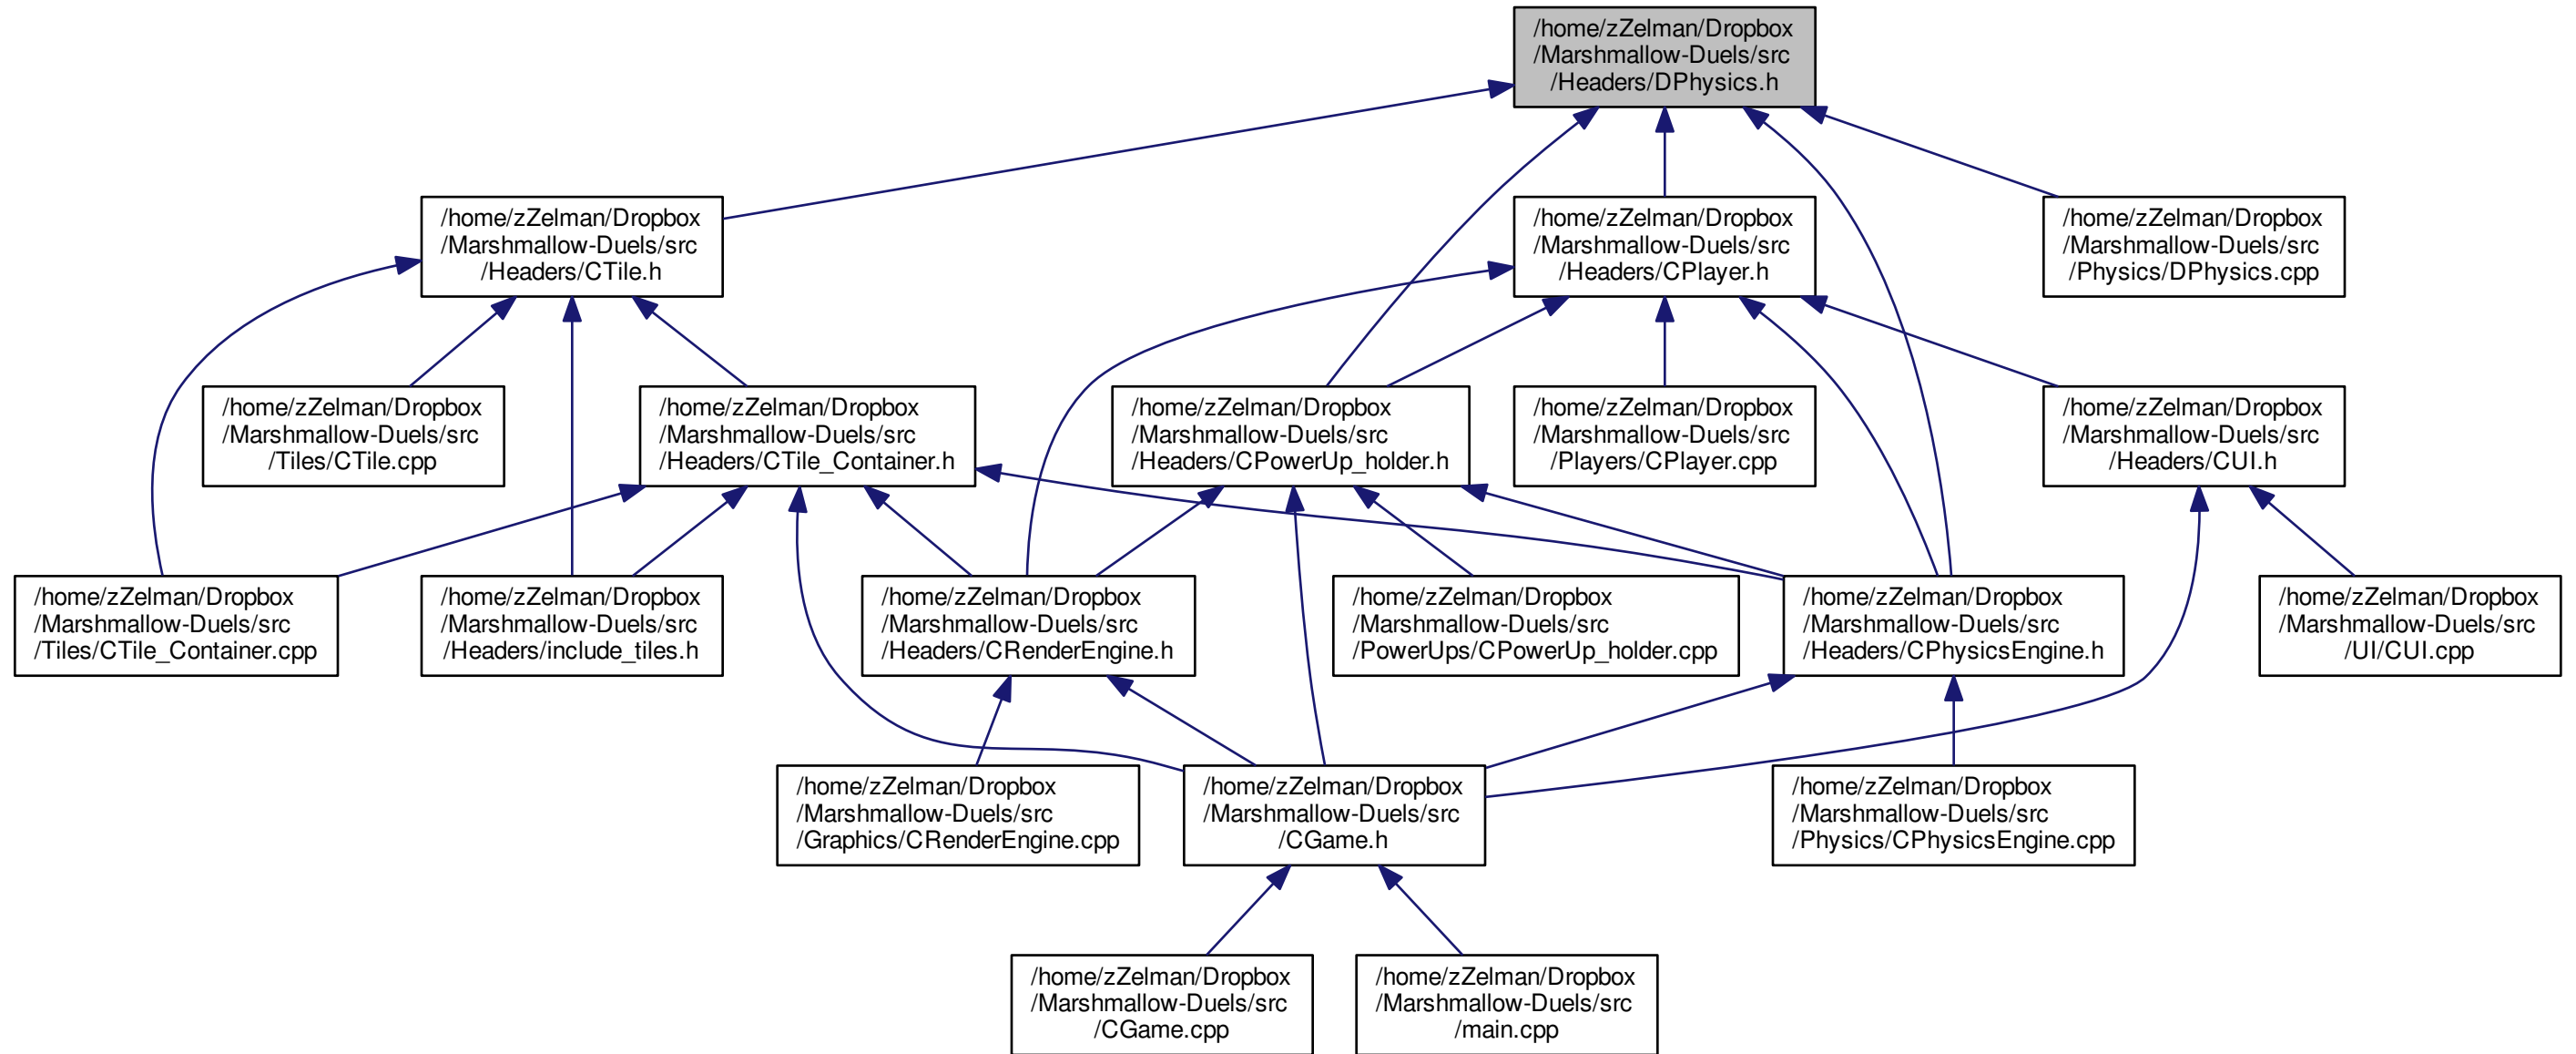 /home/zZelman/Dropbox
/Marshmallow-Duels/src
/Headers/DPhysics.h
/home/zZelman/Dropbox
/Marshmallow-Duels/src
/Headers/CTile.h
/home/zZelman/Dropbox
/Marshmallow-Duels/src
/Headers/CPlayer.h
/home/zZelman/Dropbox
/Marshmallow-Duels/src
/Physics/DPhysics.cpp
/home/zZelman/Dropbox
/Marshmallow-Duels/src
/Tiles/CTile.cpp
/home/zZelman/Dropbox
/Marshmallow-Duels/src
/Headers/CTile_Container.h
/home/zZelman/Dropbox
/Marshmallow-Duels/src
/Headers/CPowerUp_holder.h
/home/zZelman/Dropbox
/Marshmallow-Duels/src
/Players/CPlayer.cpp
/home/zZelman/Dropbox
/Marshmallow-Duels/src
/Headers/CUI.h
/home/zZelman/Dropbox
/Marshmallow-Duels/src
/Tiles/CTile_Container.cpp
/home/zZelman/Dropbox
/Marshmallow-Duels/src
/Headers/include_tiles.h
/home/zZelman/Dropbox
/Marshmallow-Duels/src
/Headers/CRenderEngine.h
/home/zZelman/Dropbox
/Marshmallow-Duels/src
/PowerUps/CPowerUp_holder.cpp
/home/zZelman/Dropbox
/Marshmallow-Duels/src
/Headers/CPhysicsEngine.h
/home/zZelman/Dropbox
/Marshmallow-Duels/src
/UI/CUI.cpp
/home/zZelman/Dropbox
/Marshmallow-Duels/src
/Graphics/CRenderEngine.cpp
/home/zZelman/Dropbox
/Marshmallow-Duels/src
/CGame.h
/home/zZelman/Dropbox
/Marshmallow-Duels/src
/Physics/CPhysicsEngine.cpp
/home/zZelman/Dropbox
/Marshmallow-Duels/src
/CGame.cpp
/home/zZelman/Dropbox
/Marshmallow-Duels/src
/main.cpp